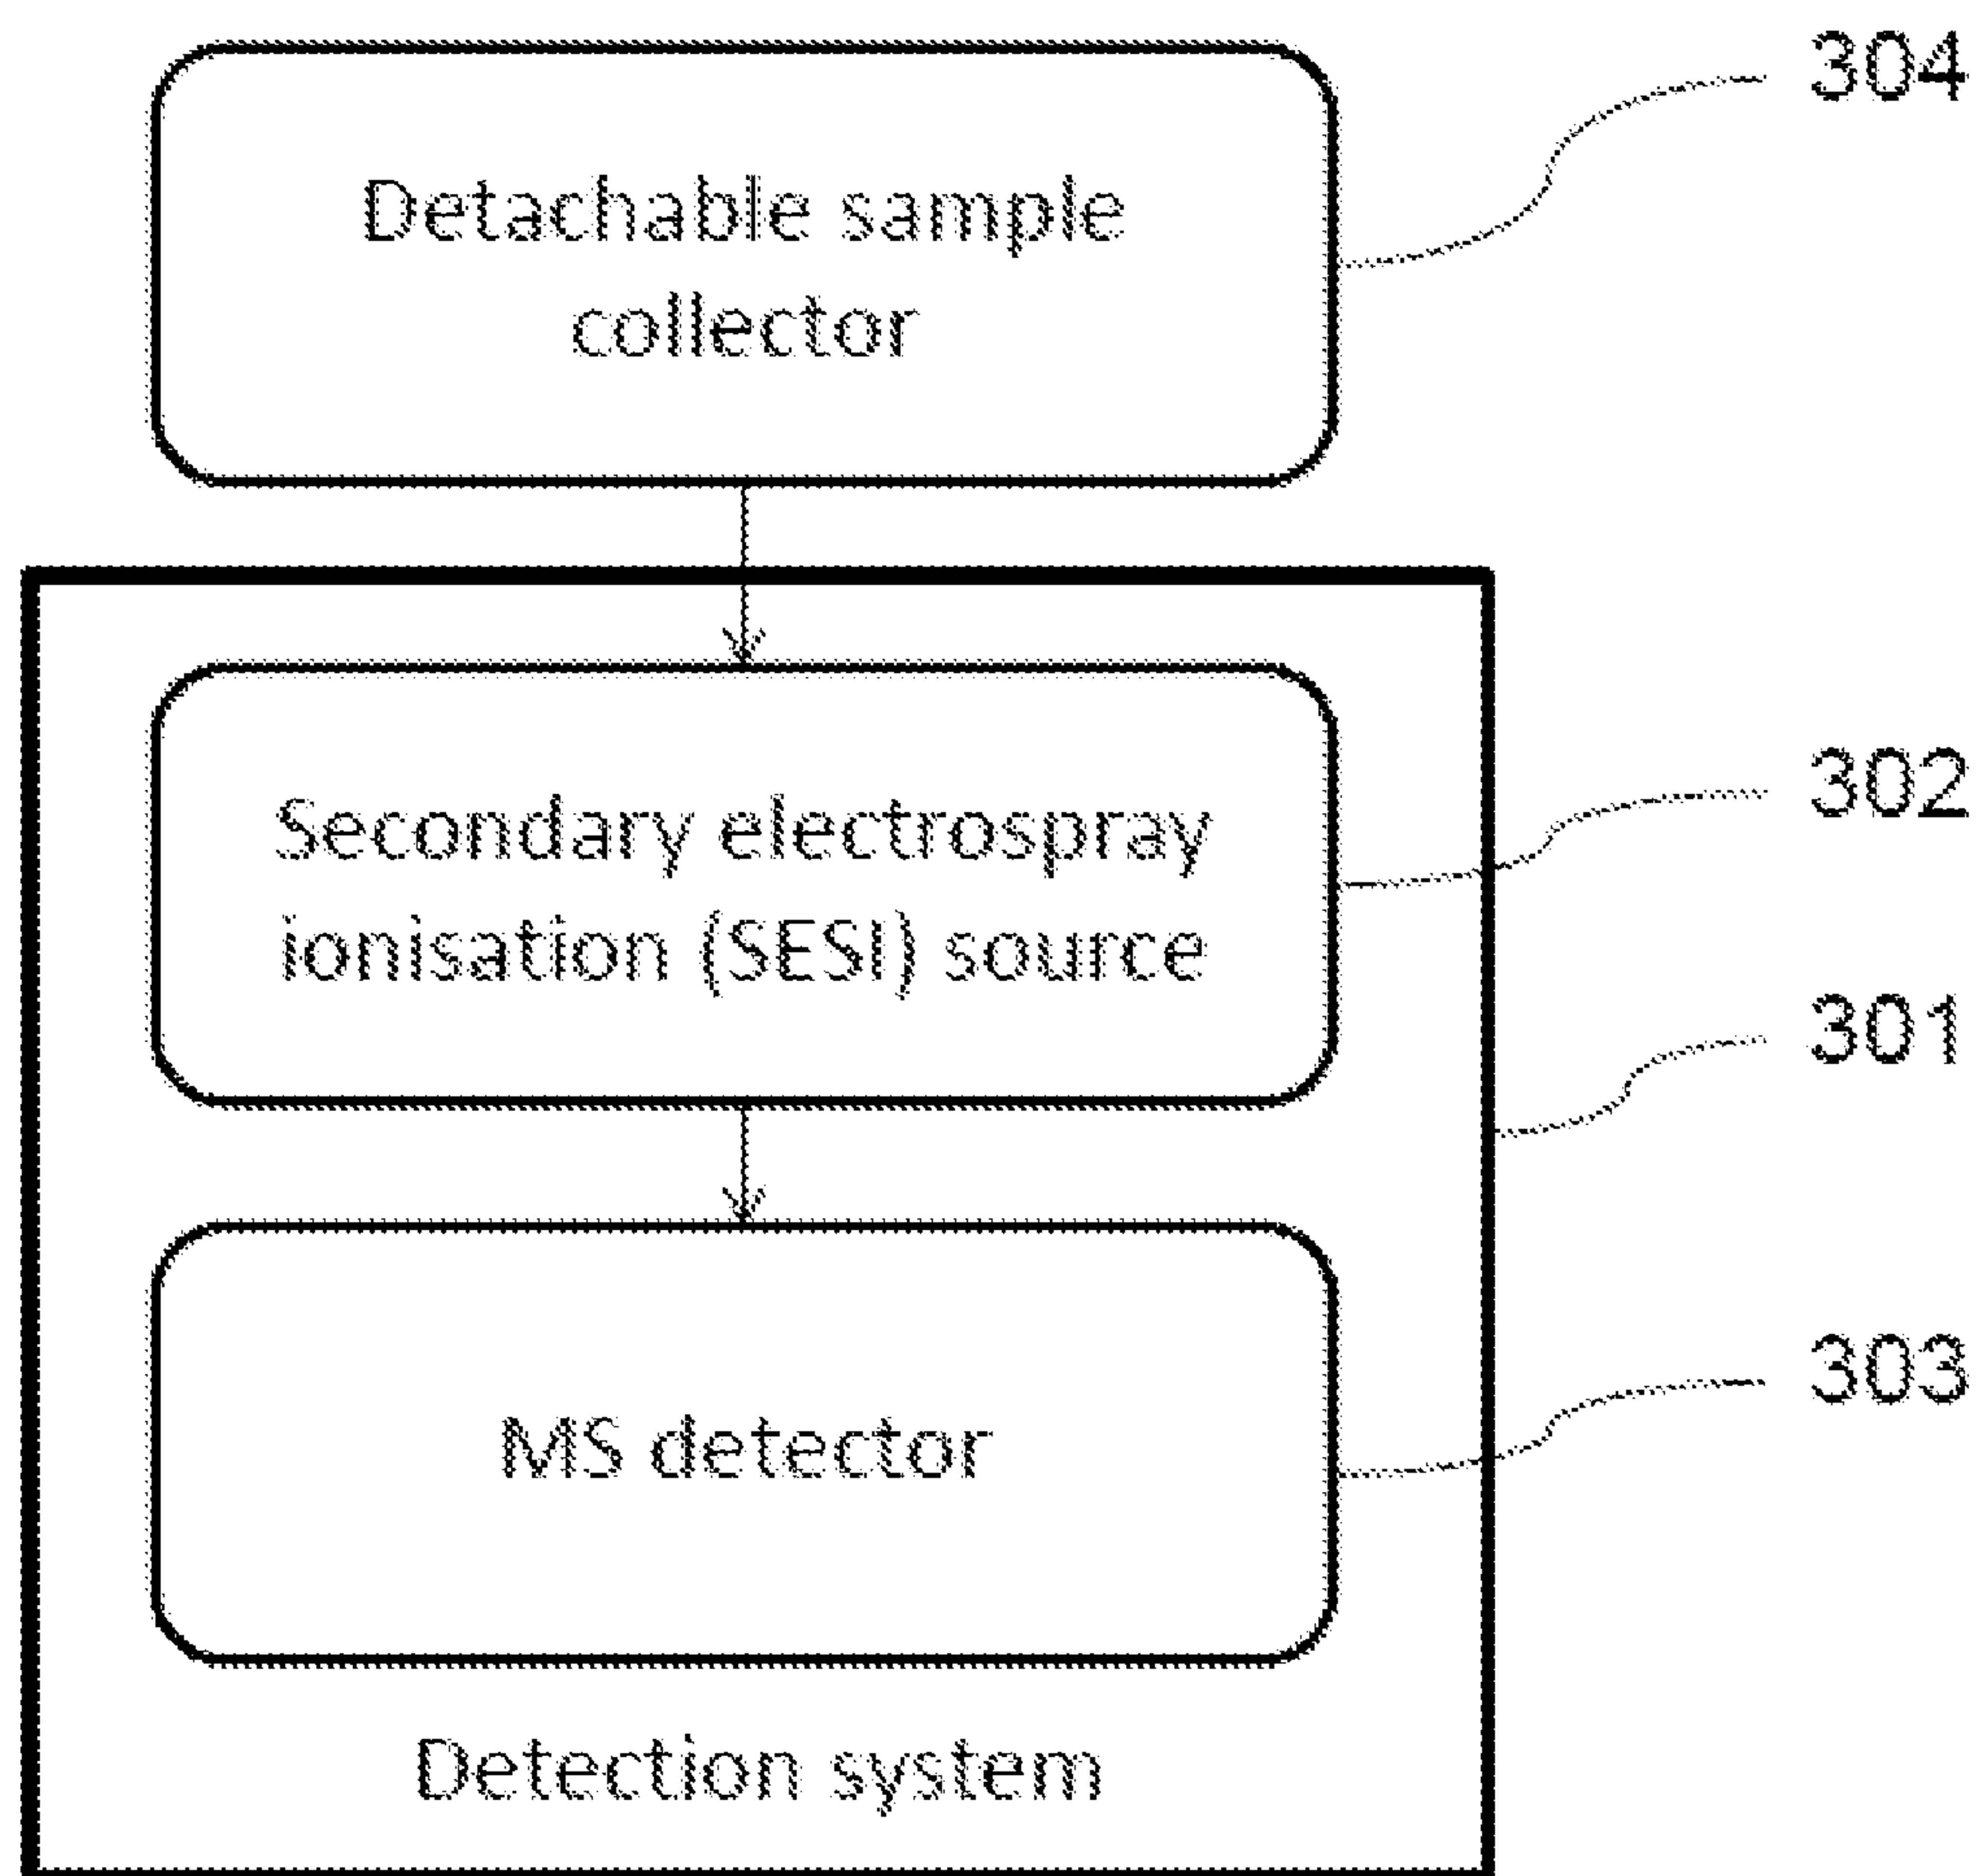 304
Detachable sample
collector
302
Secondary electrospray
ionisation (SESI) source
301
303
MS detector
Detection system